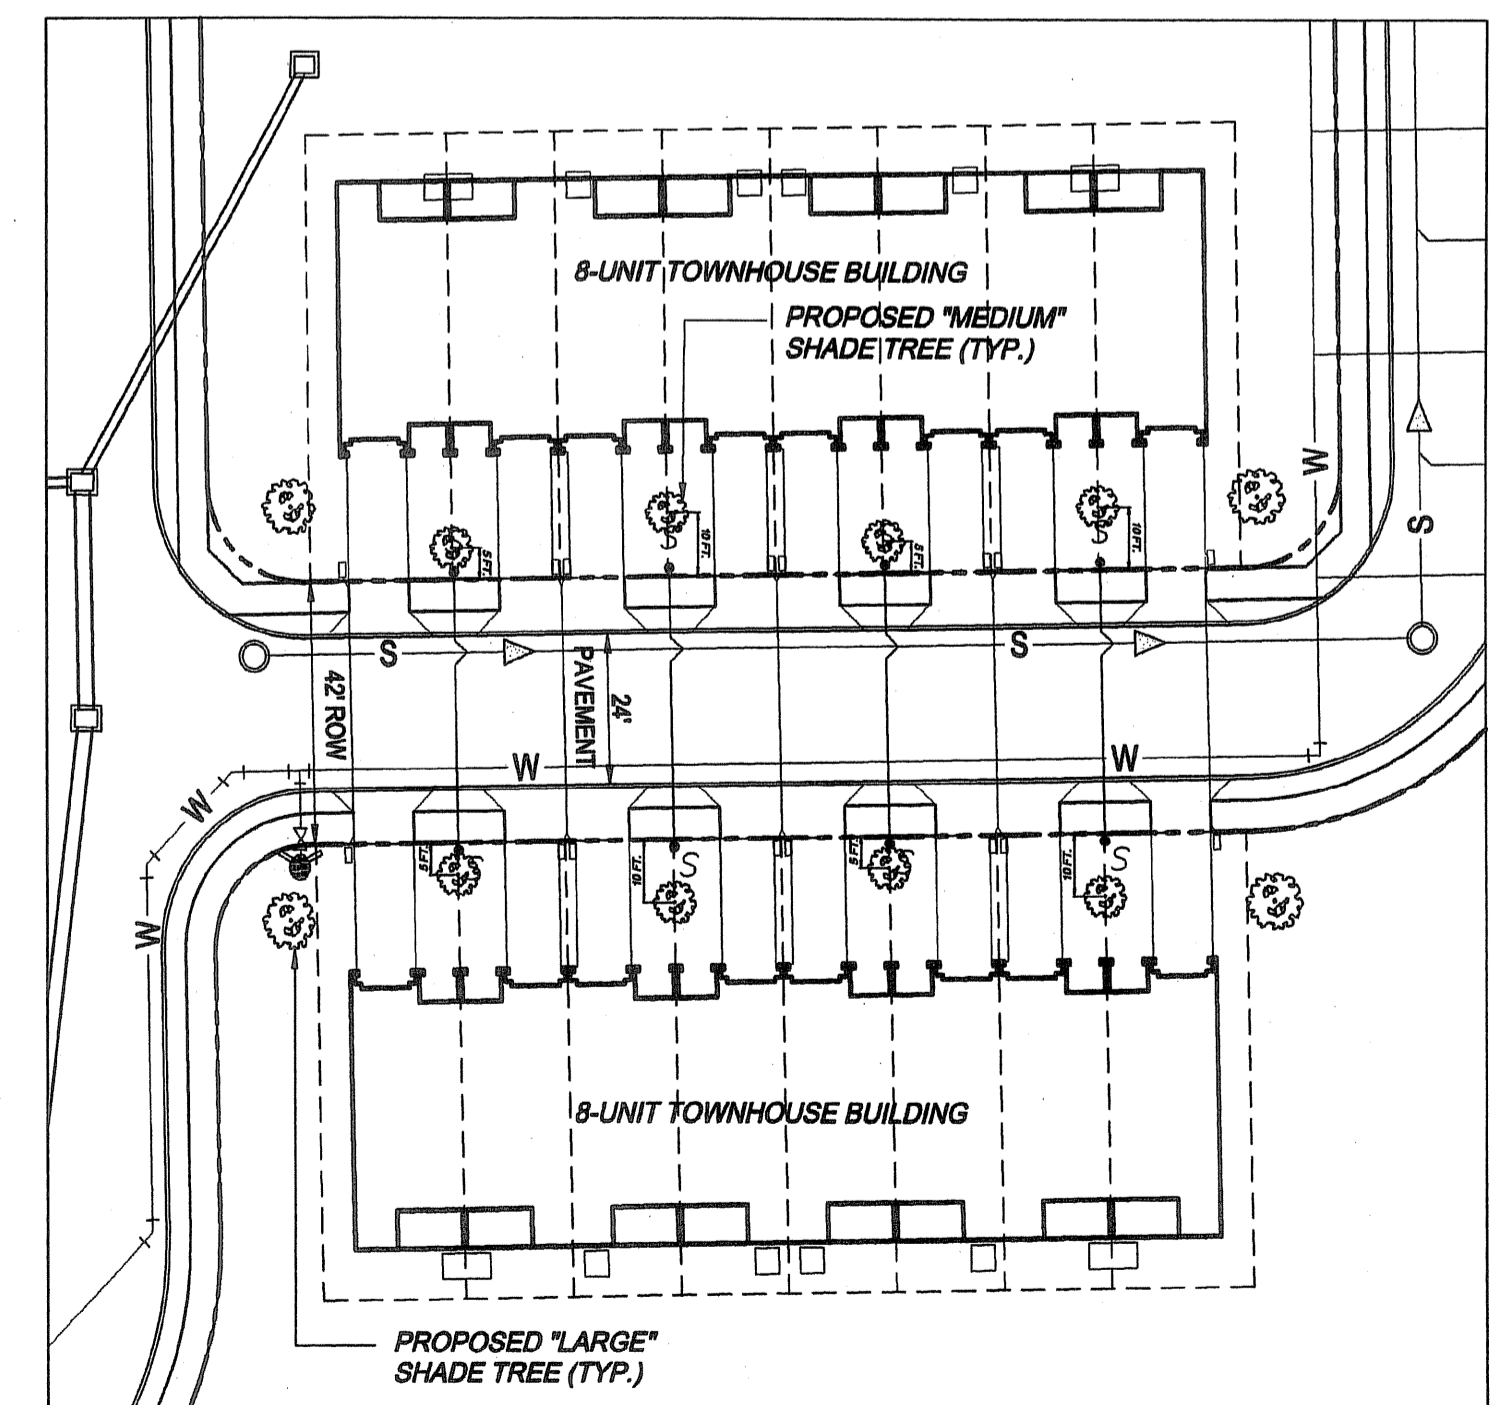 8-UNIT TOWNHOUSE BUILDING
PROPOSED "MEDIUM"
SHADE TREE (TYP.)
W
S
5 FT.
10 FT.
5 FT.
10 FT.
S
S
S
S
42' ROW
24'
PAVEMENT
W
W
W
W
5 FT.
10 FT.
S
5 FT.
10 FT.
S
8-UNIT TOWNHOUSE BUILDING
PROPOSED "LARGE"
SHADE TREE (TYP.)